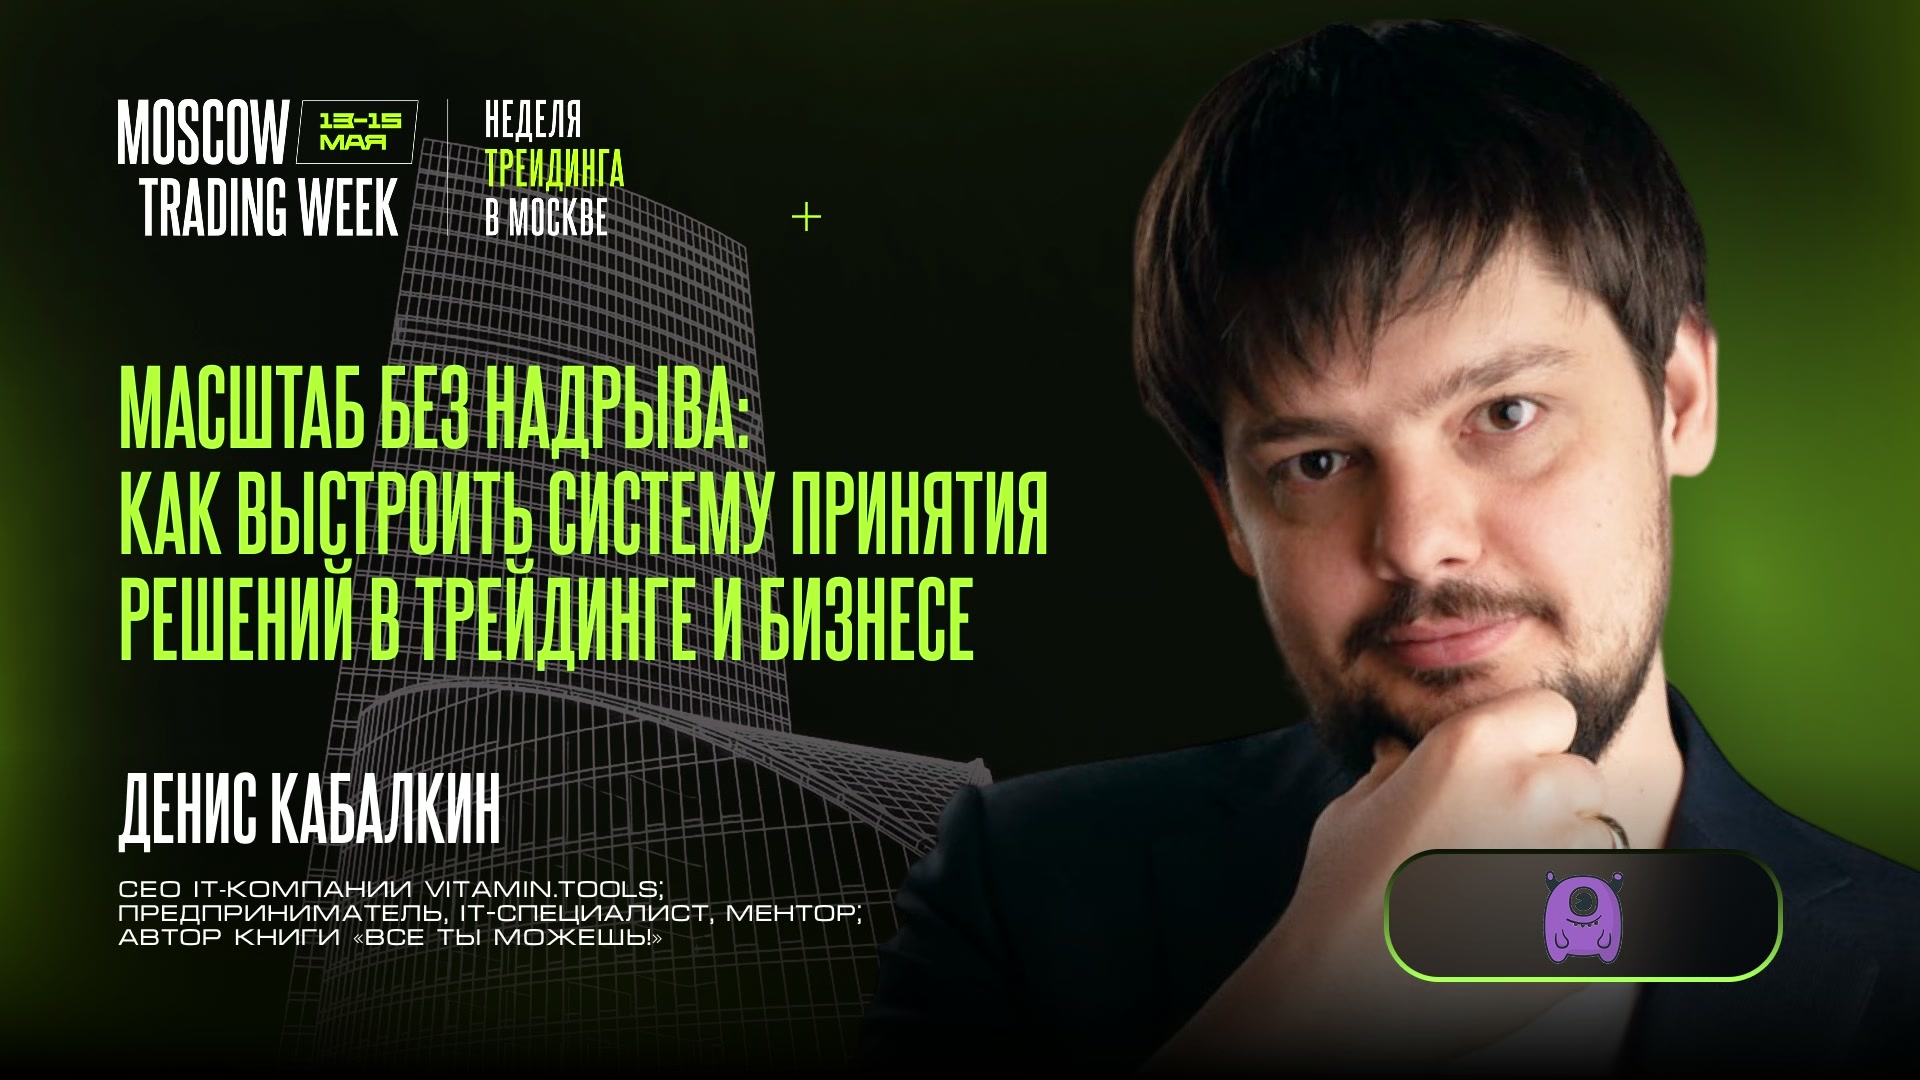 MOSCOW
TRADING WEEK
13-15
МАЯ
НЕДЕЛЯ
ТРЕЙДИНГА
В МОСКВЕ
МАСШТАБ БЕЗ НАДРЫВА:
КАК ВЫСТРОИТЬ СИСТЕМУ ПРИНЯТИЯ
РЕШЕНИЙ В ТРЕЙДИНГЕ И БИЗНЕСЕ
ДЕНИС КАБАЛКИН
CEO IT-КОМПАНИИ VITAMIN.TOOLS;
ПРЕДПРИНИМАТЕЛЬ, IT-СПЕЦИАЛИСТ, МЕНТОР;
АВТОР КНИГИ «ВСЕ ТЫ МОЖЕШЬ!»